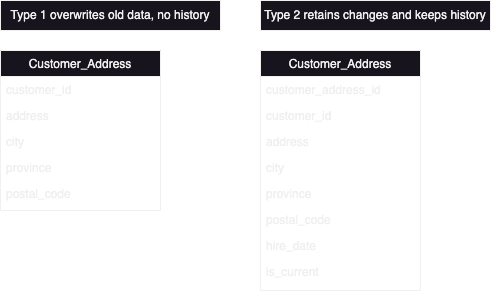 Type 1 overwrites old data, no history
Type 2 retains changes and keeps history
Customer_Address
customer_id
address
city
province
postal_code
Customer_Address
customer_address_id
customer_id
address
city
province
postal_code
hire_date
is_current